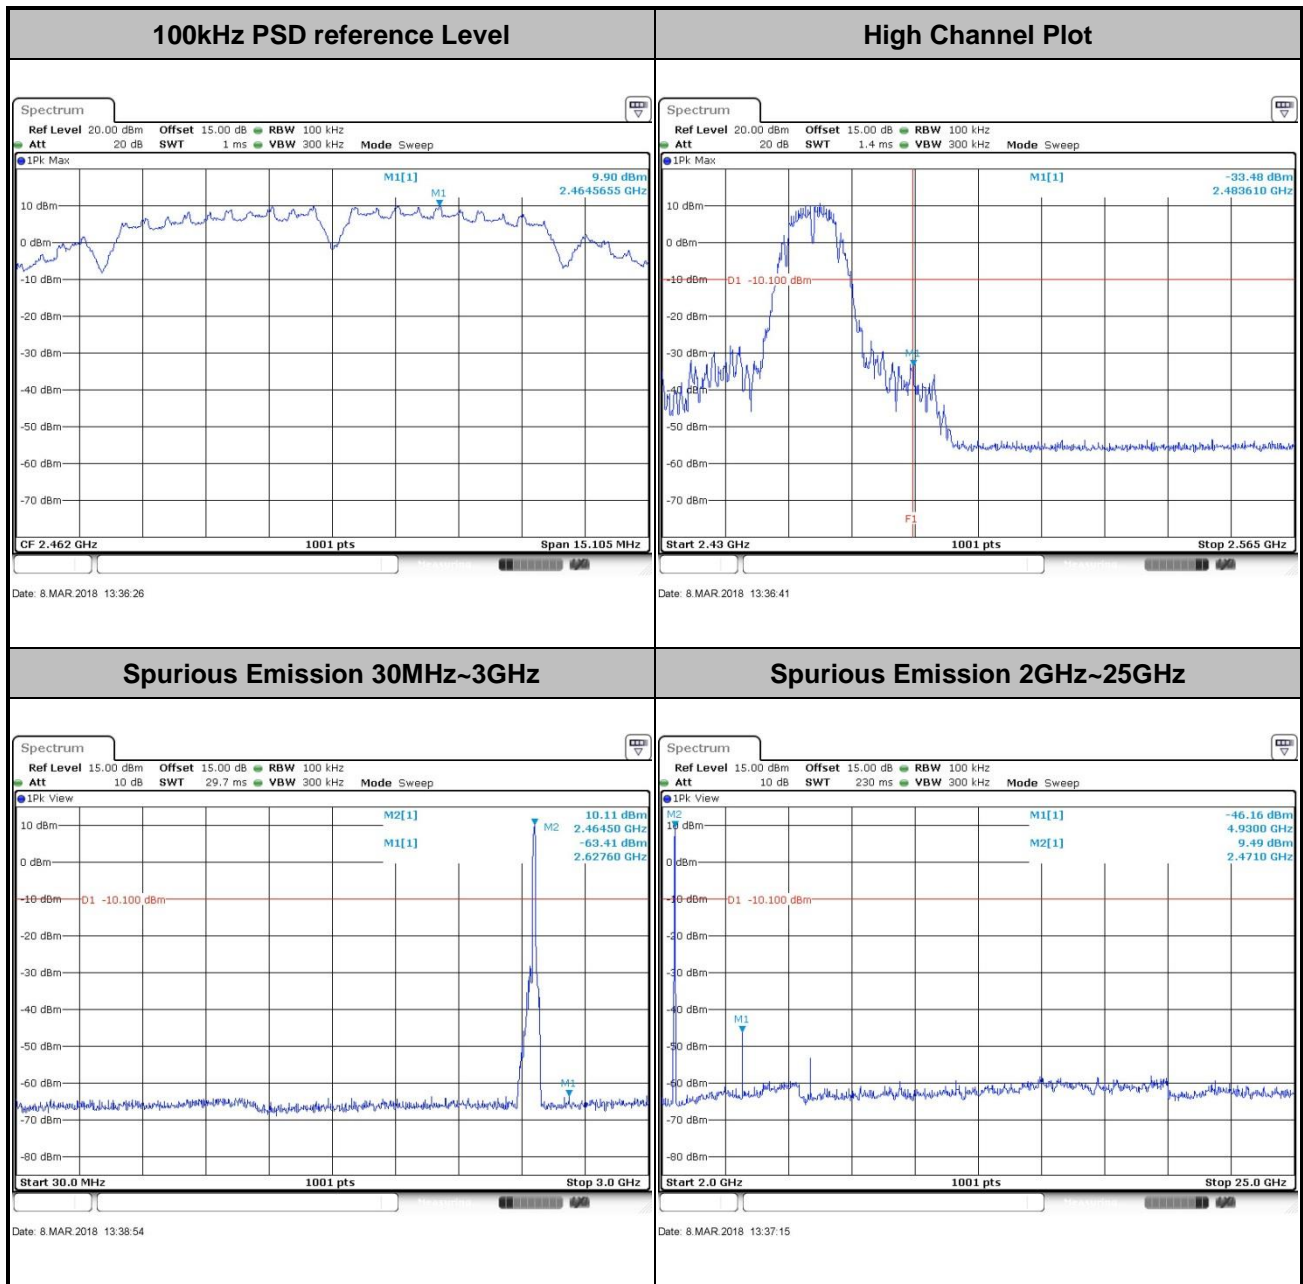 100kHz PSD reference Level
High Channel Plot
Spectrum
Ref Level 20.00 dBm Offset 15.00 dB RBW 100 kHz
Att 20 dB SWT 1 ms VBW 300 kHz Mode Sweep
1Pk Max
M1[1] 9.90 dBm
2.4645655 GHz
M1
10 dBm
0 dBm
-10 dBm
-20 dBm
-30 dBm
-40 dBm
-50 dBm
-60 dBm
-70 dBm
CF 2.462 GHz 1001 pts Span 15.105 MHz
Date: 8.MAR.2018 13:36:26
Spectrum
Ref Level 20.00 dBm Offset 15.00 dB RBW 100 kHz
Att 20 dB SWT 1.4 ms VBW 300 kHz Mode Sweep
1Pk Max
M1[1] -33.48 dBm
2.483610 GHz
10 dBm
0 dBm
-10 dBm D1 -10.100 dBm
-20 dBm
-30 dBm
M1
-40 dBm
-50 dBm
-60 dBm
-70 dBm
F1
Start 2.43 GHz 1001 pts Stop 2.565 GHz
Date: 8.MAR.2018 13:36:41
Spurious Emission 30MHz~3GHz
Spurious Emission 2GHz~25GHz
Spectrum
Ref Level 15.00 dBm Offset 15.00 dB RBW 100 kHz
Att 10 dB SWT 29.7 ms VBW 300 kHz Mode Sweep
1Pk View
M2[1] 10.11 dBm
M2 2.46450 GHz
M1[1] -63.41 dBm
2.62760 GHz
10 dBm
0 dBm
-10 dBm D1 -10.100 dBm
-20 dBm
-30 dBm
-40 dBm
-50 dBm
-60 dBm
M1
-70 dBm
-80 dBm
Start 30.0 MHz 1001 pts Stop 3.0 GHz
Date: 8.MAR.2018 13:38:54
Spectrum
Ref Level 15.00 dBm Offset 15.00 dB RBW 100 kHz
Att 10 dB SWT 230 ms VBW 300 kHz Mode Sweep
1Pk View
M2
M1[1] -46.16 dBm
4.9300 GHz
M2[1] 9.49 dBm
2.4710 GHz
10 dBm
0 dBm
-10 dBm D1 -10.100 dBm
-20 dBm
-30 dBm
-40 dBm
M1
-50 dBm
-60 dBm
-70 dBm
-80 dBm
Start 2.0 GHz 1001 pts Stop 25.0 GHz
Date: 8.MAR.2018 13:37:15